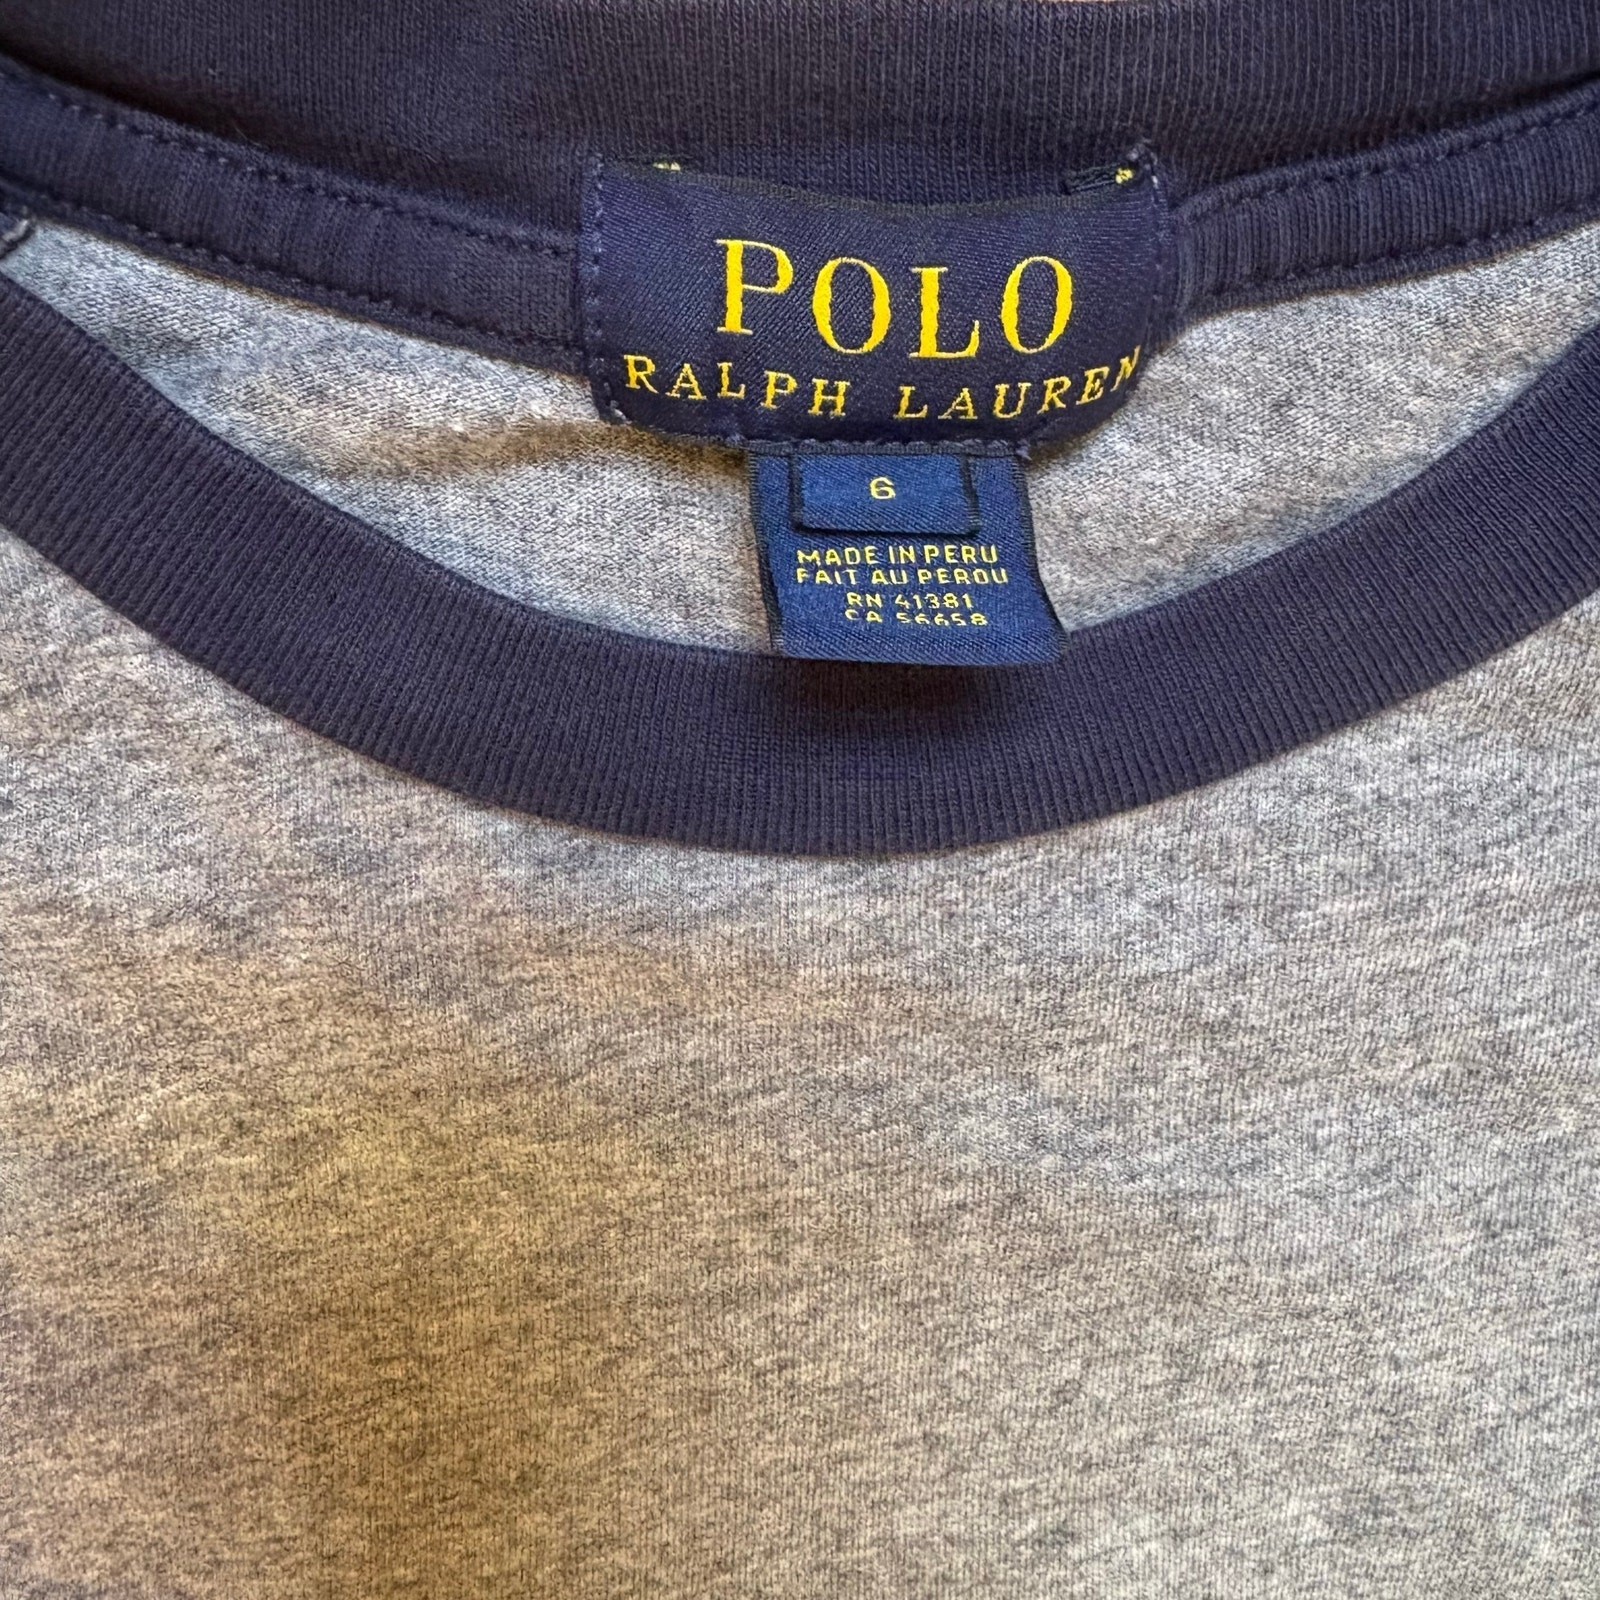 POLO
RALPH LAUREN
6
MADE IN PERU
FAIT AU PEROU
RN 41381
CA 56658